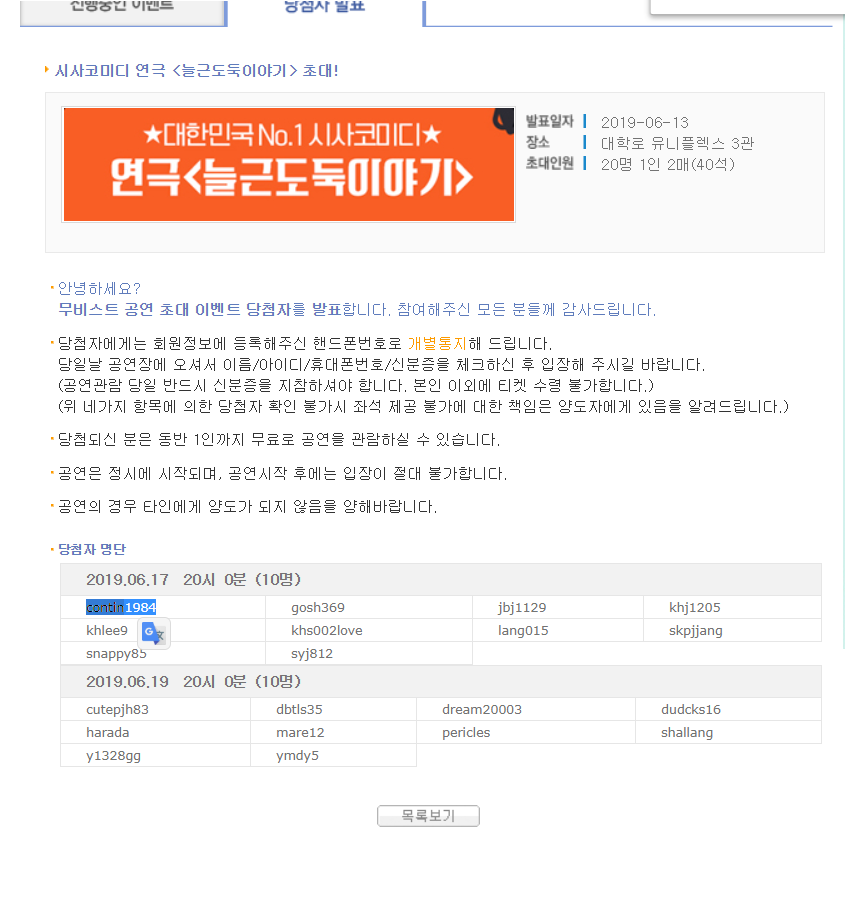 진행중인 이벤트
당첨자 발표
시사코미디 연극 <늘근도둑이야기> 초대!
★대한민국 No.1 시사코미디★
연극<늘근도둑이야기>
발표일자 2019-06-13
장소 대학로 유니플렉스 3관
초대인원 20명 1인 2매(40석)
안녕하세요?
무비스트 공연 초대 이벤트 당첨자를 발표합니다. 참여해주신 모든 분들께 감사드립니다.
당첨자에게는 회원정보에 등록해주신 핸드폰번호로 개별통지해 드립니다.
당일날 공연장에 오셔서 이름/아이디/휴대폰번호/신분증을 체크하신 후 입장해 주시길 바랍니다.
(공연관람 당일 반드시 신분증을 지참하셔야 합니다. 본인 이외에 티켓 수령 불가합니다.)
(위 네가지 항목에 의한 당첨자 확인 불가시 좌석 제공 불가에 대한 책임은 양도자에게 있음을 알려드립니다.)
당첨되신 분은 동반 1인까지 무료로 공연을 관람하실 수 있습니다.
공연은 정시에 시작되며, 공연시작 후에는 입장이 절대 불가합니다.
공연의 경우 타인에게 양도가 되지 않음을 양해바랍니다.
당첨자 명단
2019.06.17 20시 0분 (10명)
contin1984 gosh369 jbj1129 khj1205
khlee9 khs002love lang015 skpjjang
snappy85 syj812
2019.06.19 20시 0분 (10명)
cutepjh83 dbtls35 dream20003 dudcks16
harada mare12 pericles shallang
y1328gg ymdy5
목록보기